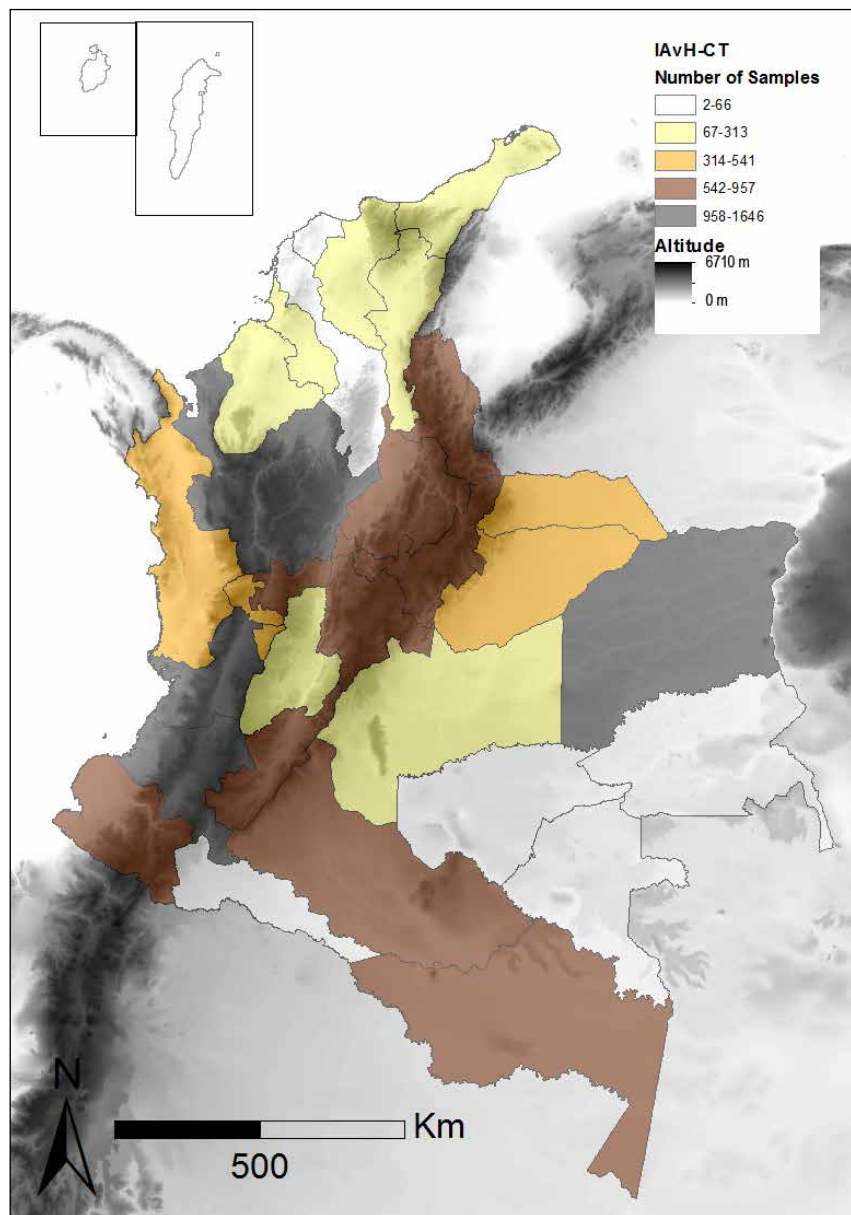 IAvH-CT
Number of Samples
2-66
67-313
314-541
542-957
958-1646
Altitude
6710 m
0 m
N
Km
500